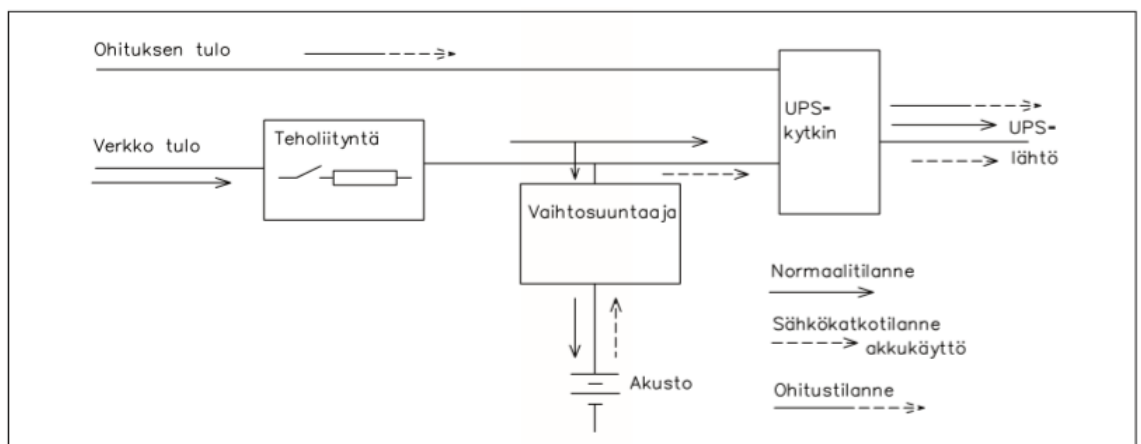 Ohituksen tulo
Verkko tulo
Teholiityntä
Vaihtosuuntaaja
Akusto
UPS-
kytkin
UPS-
lähtö
Normaalitilanne
Sähkökatkotilanne
akkukäyttö
Ohitustilanne